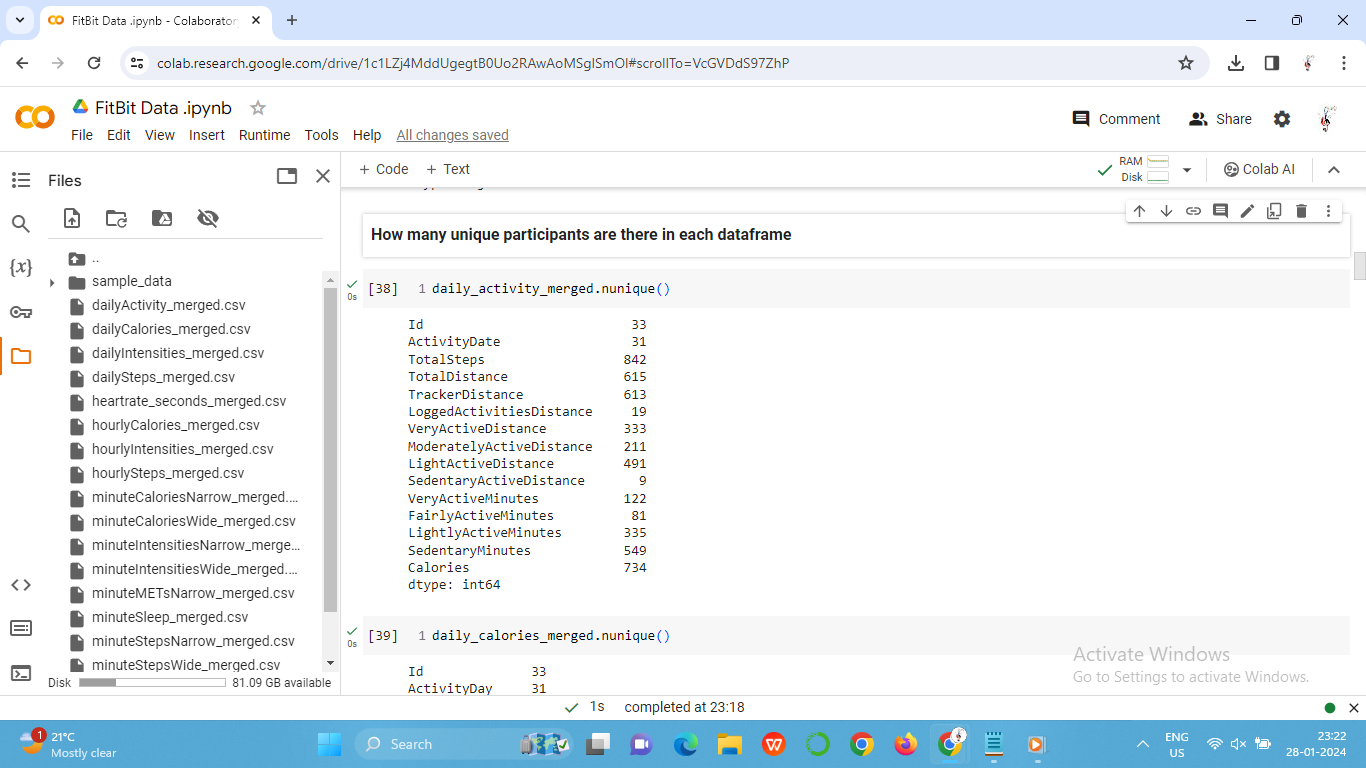 FitBit Data .ipynb - Colaborator
colab.research.google.com/drive/1c1LZj4MddUgegtB0Uo2RAwAoMSgISmOl#scrollTo=VcGVDdS97ZhP
FitBit Data .ipynb
Comment
Share
File Edit View Insert Runtime Tools Help All changes saved
Files
+ Code + Text
RAM
Disk
Colab AI
How many unique participants are there in each dataframe
..
sample_data
dailyActivity_merged.csv
dailyCalories_merged.csv
dailyIntensities_merged.csv
dailySteps_merged.csv
heartrate_seconds_merged.csv
hourlyCalories_merged.csv
hourlyIntensities_merged.csv
hourlySteps_merged.csv
minuteCaloriesNarrow_merged....
minuteCaloriesWide_merged.csv
minuteIntensitiesNarrow_merge...
minuteIntensitiesWide_merged....
minuteMETsNarrow_merged.csv
minuteSleep_merged.csv
minuteStepsNarrow_merged.csv
minuteStepsWide_merged.csv
Disk 81.09 GB available
0s [38] 1 daily_activity_merged.nunique()
Id 33
ActivityDate 31
TotalSteps 842
TotalDistance 615
TrackerDistance 613
LoggedActivitiesDistance 19
VeryActiveDistance 333
ModeratelyActiveDistance 211
LightActiveDistance 491
SedentaryActiveDistance 9
VeryActiveMinutes 122
FairlyActiveMinutes 81
LightlyActiveMinutes 335
SedentaryMinutes 549
Calories 734
dtype: int64
0s [39] 1 daily_calories_merged.nunique()
Id 33
ActivityDay 31
Activate Windows
Go to Settings to activate Windows.
1s completed at 23:18
1
21°C
Mostly clear
Search
ENG
US
23:22
28-01-2024